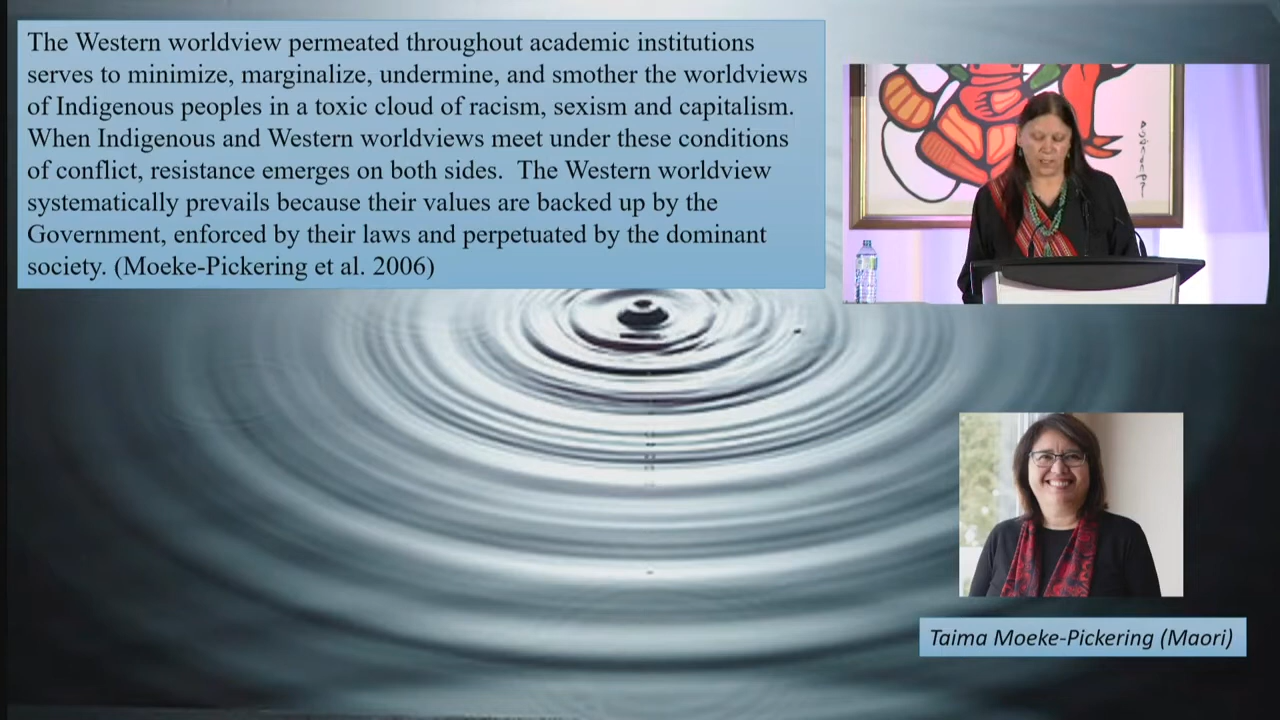 The Western worldview permeated throughout academic institutions
serves to minimize, marginalize, undermine, and smother the worldviews
of Indigenous peoples in a toxic cloud of racism, sexism and capitalism.
When Indigenous and Western worldviews meet under these conditions
of conflict, resistance emerges on both sides.  The Western worldview
systematically prevails because their values are backed up by the
Government, enforced by their laws and perpetuated by the dominant
society. (Moeke-Pickering et al. 2006)
Taima Moeke-Pickering (Maori)